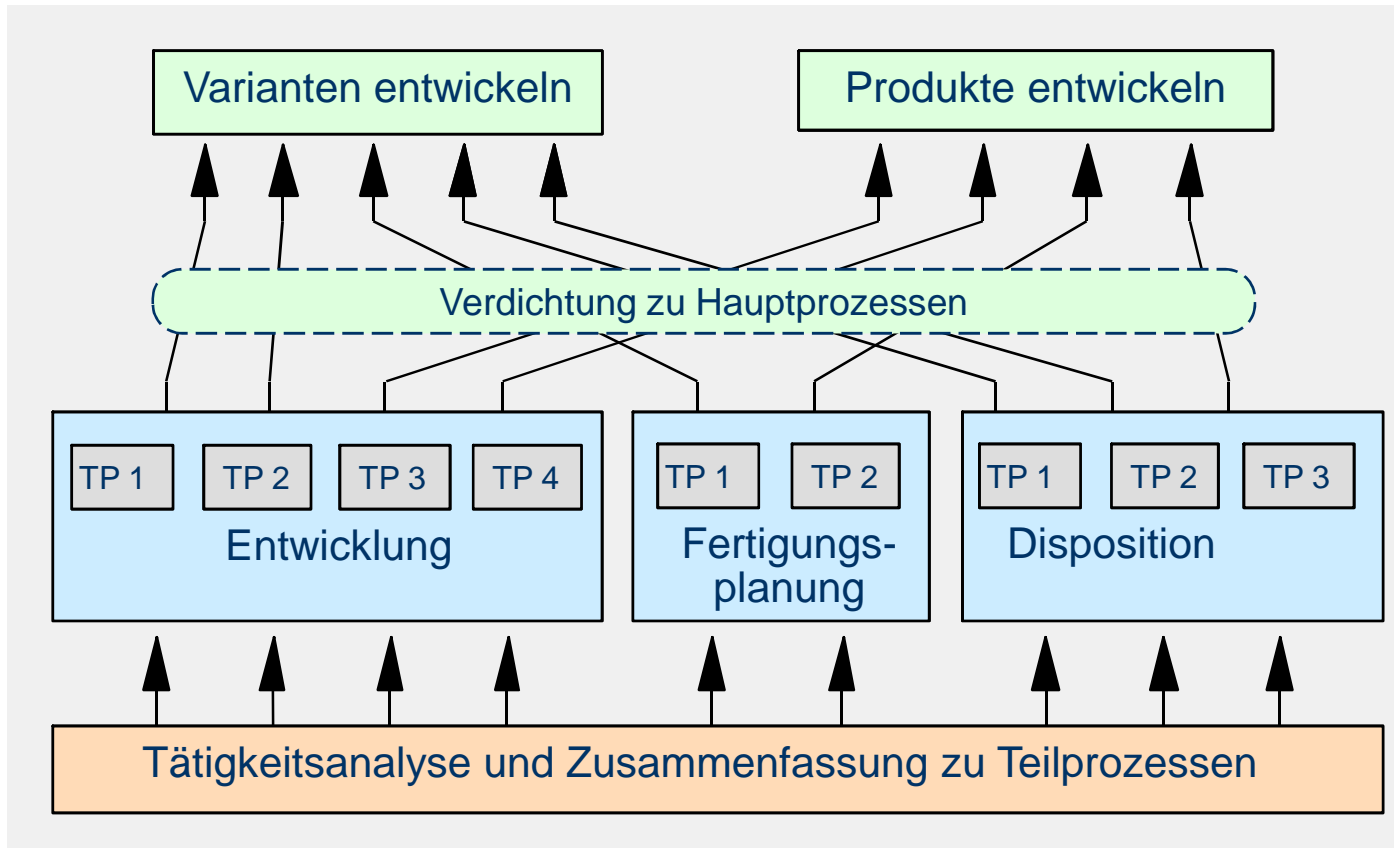 Varianten entwickeln
Produkte entwickeln
Verdichtung zu Hauptprozessen
TP 1
TP 2
TP 3
TP 4
Entwicklung
TP 1
TP 2
Fertigungs-
planung
TP 1
TP 2
TP 3
Disposition
Tätigkeitsanalyse und Zusammenfassung zu Teilprozessen